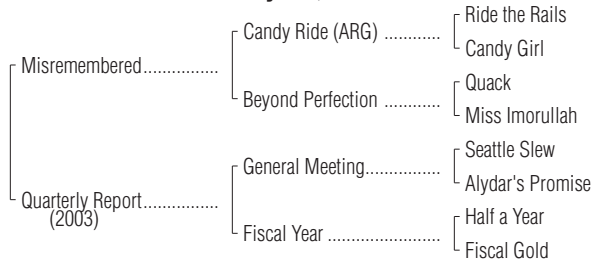 Ride the Rails
Candy Ride (ARG) ............
Candy Girl
Misremembered................
Quack
Beyond Perfection ............
Miss Imorullah
Seattle Slew
General Meeting................
Alydar's Promise
Quarterly Report................
(2003)
Half a Year
Fiscal Year ........................
Fiscal Gold